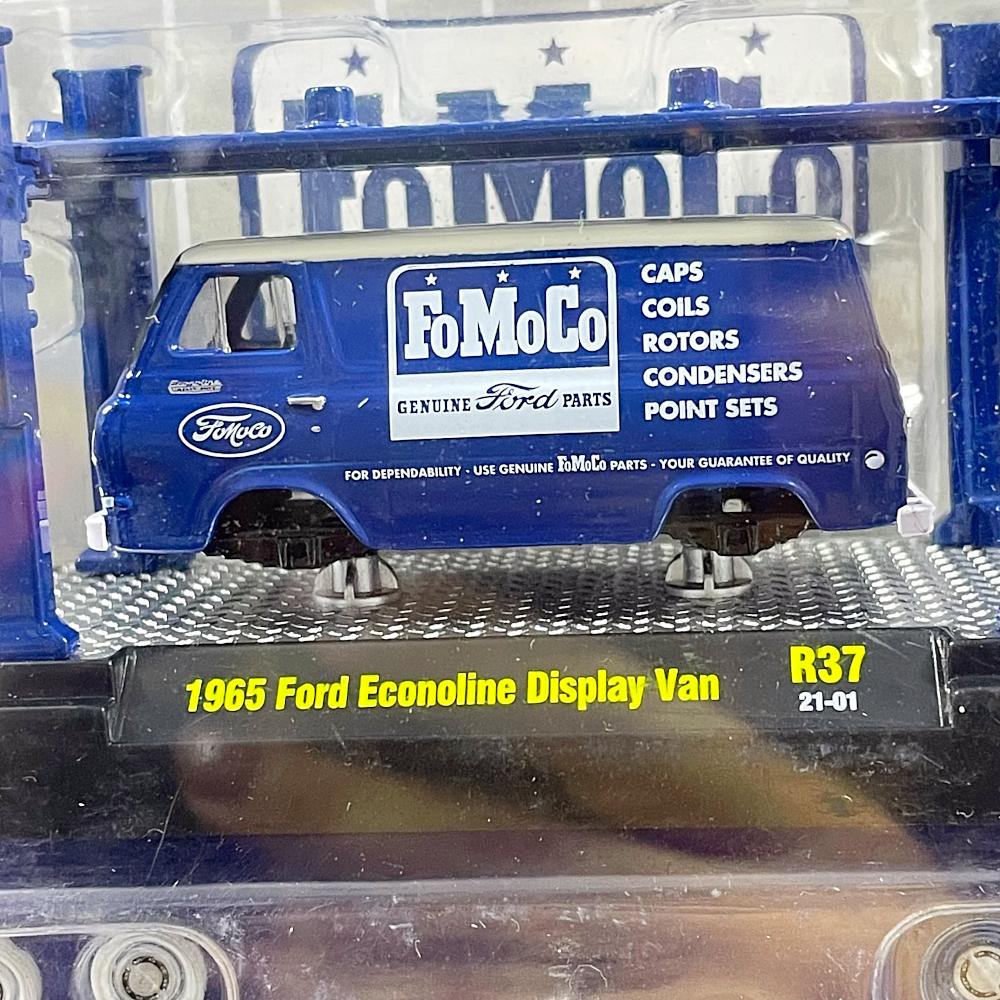 FoMoCo
FoMoCo
GENUINE Ford PARTS
CAPS
COILS
ROTORS
CONDENSERS
POINT SETS
Econoline
FoMoCo
FOR DEPENDABILITY - USE GENUINE FoMoCo PARTS - YOUR GUARANTEE OF QUALITY
1965 Ford Econoline Display Van
R37
21-01